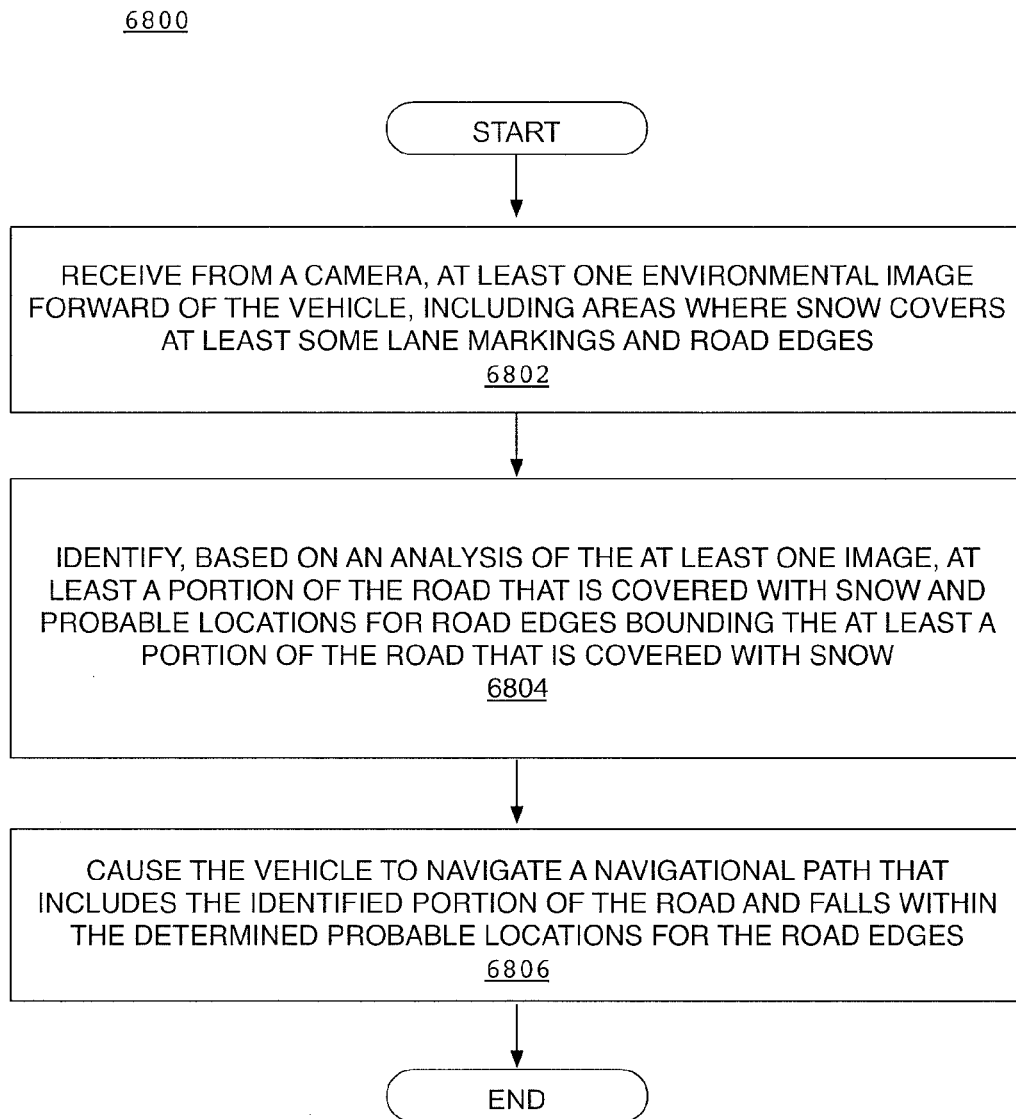 6800
START
RECEIVE FROM A CAMERA, AT LEAST ONE ENVIRONMENTAL IMAGE
FORWARD OF THE VEHICLE, INCLUDING AREAS WHERE SNOW COVERS
AT LEAST SOME LANE MARKINGS AND ROAD EDGES
6802
IDENTIFY, BASED ON AN ANALYSIS OF THE AT LEAST ONE IMAGE, AT
LEAST A PORTION OF THE ROAD THAT IS COVERED WITH SNOW AND
PROBABLE LOCATIONS FOR ROAD EDGES BOUNDING THE AT LEAST A
PORTION OF THE ROAD THAT IS COVERED WITH SNOW
6804
CAUSE THE VEHICLE TO NAVIGATE A NAVIGATIONAL PATH THAT
INCLUDES THE IDENTIFIED PORTION OF THE ROAD AND FALLS WITHIN
THE DETERMINED PROBABLE LOCATIONS FOR THE ROAD EDGES
6806
END